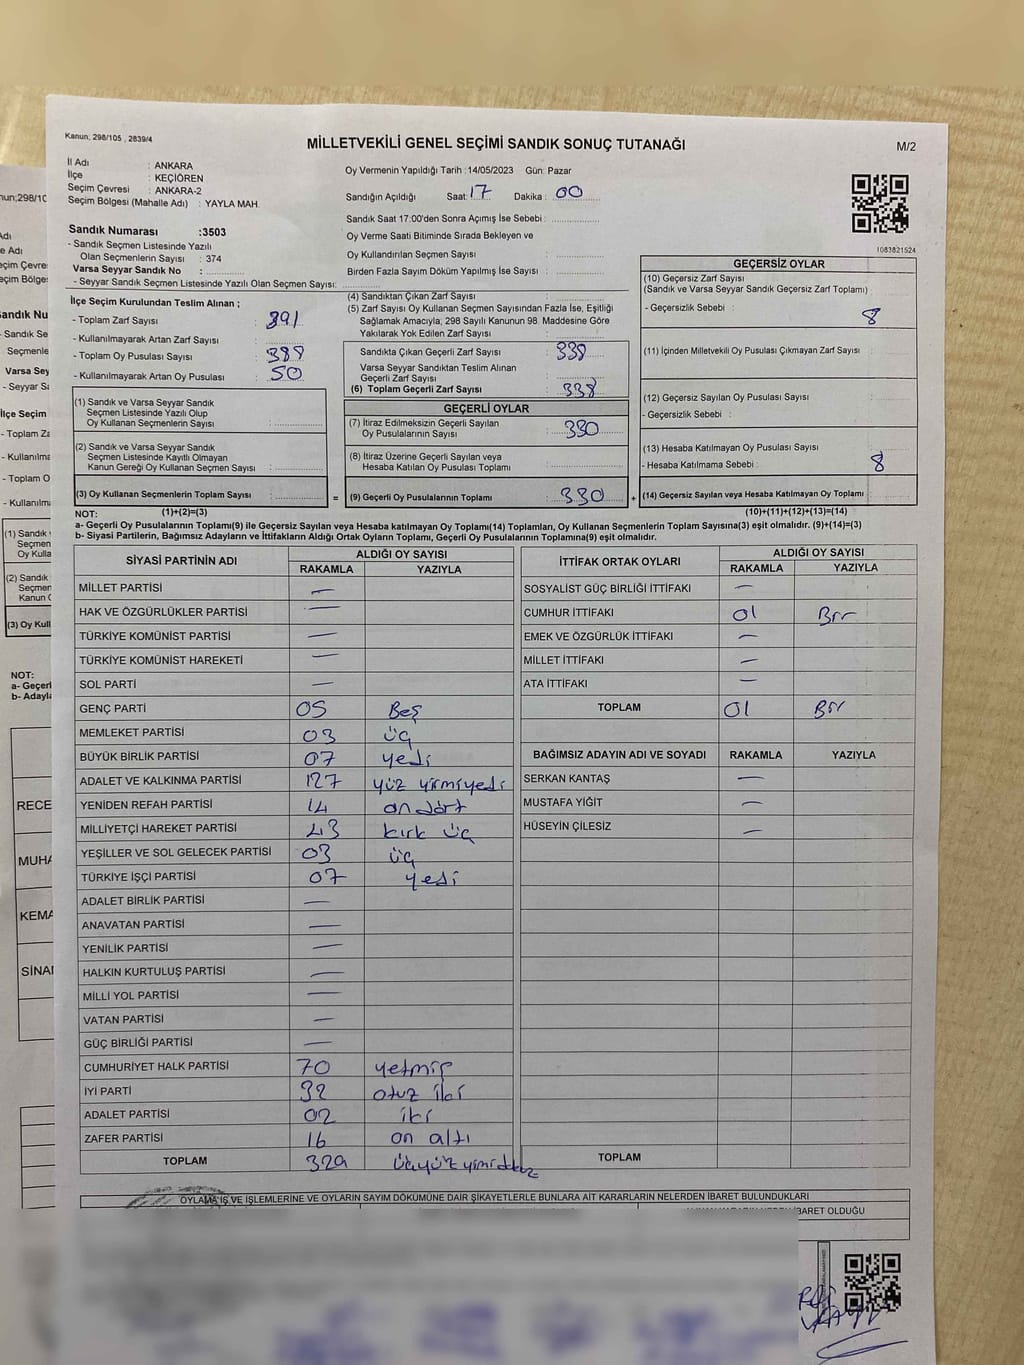 Kanun; 298/105 , 2839/4
MİLLETVEKİLİ GENEL SEÇİMİ SANDIK SONUÇ TUTANAĞI
M/2
İl Adı : ANKARA
İlçe : KEÇİÖREN
Seçim Çevresi : ANKARA-2
Seçim Bölgesi (Mahalle Adı) : YAYLA MAH.
Sandık Numarası :3503
- Sandık Seçmen Listesinde Yazılı
Olan Seçmenlerin Sayısı : 374
Varsa Seyyar Sandık No :
- Seyyar Sandık Seçmen Listesinde Yazılı Olan Seçmen Sayısı:
Oy Vermenin Yapıldığı Tarih :14/05/2023 Gün: Pazar
Sandığın Açıldığı Saat: 17 Dakika: 00
Sandık Saat 17:00'den Sonra Açımış İse Sebebi :
Oy Verme Saati Bitiminde Sırada Bekleyen ve
Oy Kullandırılan Seçmen Sayısı :
Birden Fazla Sayım Döküm Yapılmış İse Sayısı :
1083821524
İlçe Seçim Kurulundan Teslim Alınan ;
- Toplam Zarf Sayısı : 391
- Kullanılmayarak Artan Zarf Sayısı :
- Toplam Oy Pusulası Sayısı : 388
- Kullanılmayarak Artan Oy Pusulası : 50
(1) Sandık ve Varsa Seyyar Sandık
Seçmen Listesinde Yazılı Olup
Oy Kullanan Seçmenlerin Sayısı :
(2) Sandık ve Varsa Seyyar Sandık
Seçmen Listesinde Kayıtlı Olmayan
Kanun Gereği Oy Kullanan Seçmen Sayısı :
(3) Oy Kullanan Seçmenlerin Toplam Sayısı :
(4) Sandıktan Çıkan Zarf Sayısı :
(5) Zarf Sayısı Oy Kullanan Seçmen Sayısından Fazla İse, Eşitliği
Sağlamak Amacıyla, 298 Sayılı Kanunun 98. Maddesine Göre
Yakılarak Yok Edilen Zarf Sayısı :
Sandıkta Çıkan Geçerli Zarf Sayısı : 338
Varsa Seyyar Sandıktan Teslim Alınan
Geçerli Zarf Sayısı :
(6) Toplam Geçerli Zarf Sayısı : 338
GEÇERLİ OYLAR
(7) İtiraz Edilmeksizin Geçerli Sayılan
Oy Pusulalarının Sayısı : 330
(8) İtiraz Üzerine Geçerli Sayılan veya
Hesaba Katılan Oy Pusulası Toplamı :
= (9) Geçerli Oy Pusulalarının Toplamı : 330 +
GEÇERSİZ OYLAR
(10) Geçersiz Zarf Sayısı
(Sandık ve Varsa Seyyar Sandık Geçersiz Zarf Toplamı) :
- Geçersizlik Sebebi : 8
(11) İçinden Milletvekili Oy Pusulası Çıkmayan Zarf Sayısı :
(12) Geçersiz Sayılan Oy Pusulası Sayısı :
- Geçersizlik Sebebi :
(13) Hesaba Katılmayan Oy Pusulası Sayısı :
- Hesaba Katılmama Sebebi : 8
(14) Geçersiz Sayılan veya Hesaba Katılmayan Oy Toplamı :
NOT: (1)+(2)=(3) (10)+(11)+(12)+(13)=(14)
a- Geçerli Oy Pusulalarının Toplamı(9) ile Geçersiz Sayılan veya Hesaba katılmayan Oy Toplamı(14) Toplamları, Oy Kullanan Seçmenlerin Toplam Sayısına(3) eşit olmalıdır. (9)+(14)=(3)
b- Siyasi Partilerin, Bağımsız Adayların ve İttifakların Aldığı Ortak Oyların Toplamı, Geçerli Oy Pusulalarının Toplamına(9) eşit olmalıdır.
SİYASİ PARTİNİN ADI ALDIĞI OY SAYISI
RAKAMLA YAZIYLA
MİLLET PARTİSİ —
HAK VE ÖZGÜRLÜKLER PARTİSİ —
TÜRKİYE KOMÜNİST PARTİSİ —
TÜRKİYE KOMÜNİST HAREKETİ —
SOL PARTİ —
GENÇ PARTİ 05 Beş
MEMLEKET PARTİSİ 03 üç
BÜYÜK BİRLİK PARTİSİ 07 yedi
ADALET VE KALKINMA PARTİSİ 127 yüz yirmiyedi
YENİDEN REFAH PARTİSİ 14 on dört
MİLLİYETÇİ HAREKET PARTİSİ 43 kırk üç
YEŞİLLER VE SOL GELECEK PARTİSİ 03 üç
TÜRKİYE İŞÇİ PARTİSİ 07 yedi
ADALET BİRLİK PARTİSİ —
ANAVATAN PARTİSİ —
YENİLİK PARTİSİ —
HALKIN KURTULUŞ PARTİSİ —
MİLLİ YOL PARTİSİ —
VATAN PARTİSİ —
GÜÇ BİRLİĞİ PARTİSİ —
CUMHURİYET HALK PARTİSİ 70 yetmiş
İYİ PARTİ 32 otuz iki
ADALET PARTİSİ 02 iki
ZAFER PARTİSİ 16 on altı
TOPLAM 329
İTTİFAK ORTAK OYLARI ALDIĞI OY SAYISI
RAKAMLA YAZIYLA
SOSYALİST GÜÇ BİRLİĞİ İTTİFAKI —
CUMHUR İTTİFAKI 01 Bir
EMEK VE ÖZGÜRLÜK İTTİFAKI —
MİLLET İTTİFAKI —
ATA İTTİFAKI —
TOPLAM 01 Bir
BAĞIMSIZ ADAYIN ADI VE SOYADI RAKAMLA YAZIYLA
SERKAN KANTAŞ —
MUSTAFA YİĞİT —
HÜSEYİN ÇİLESİZ —
TOPLAM
OYLAMA İŞ VE İŞLEMLERİNE VE OYLARIN SAYIM DÖKÜMÜNE DAİR ŞİKAYETLERLE BUNLARA AİT KARARLARIN NELERDEN İBARET BULUNDUKLARI
İBARET OLDUĞU